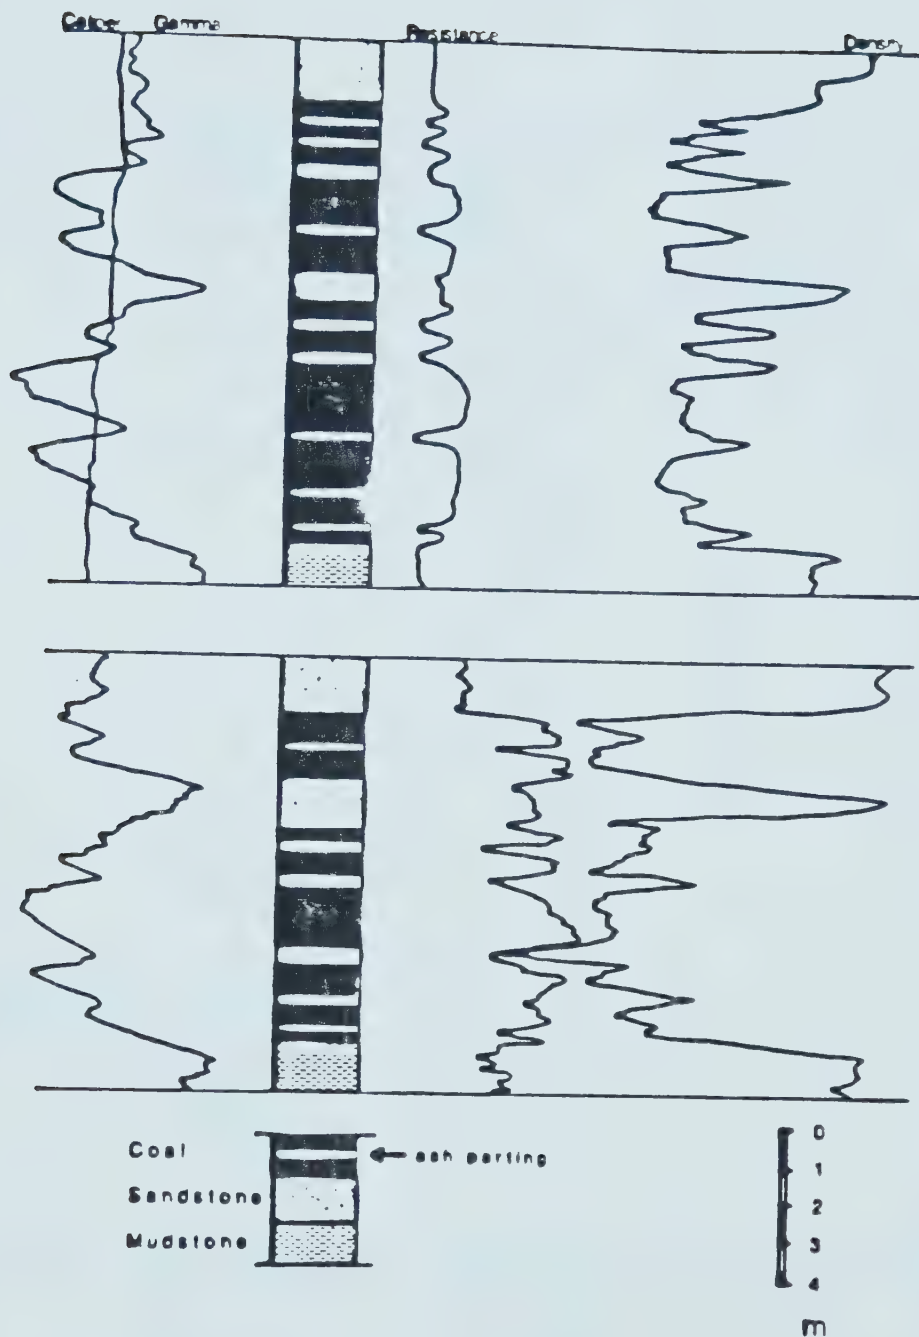 Caliper Gamma Resistance Density
Coal ash parting
Sandstone
Mudstone
0
1
2
3
4
m